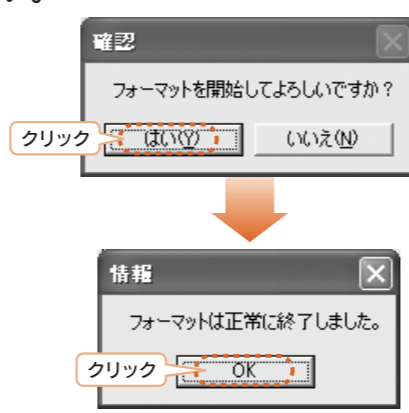 確認
フォーマットを開始してよろしいですか?
クリック
はい(Y)
いいえ(N)
情報
フォーマットは正常に終了しました。
クリック
OK